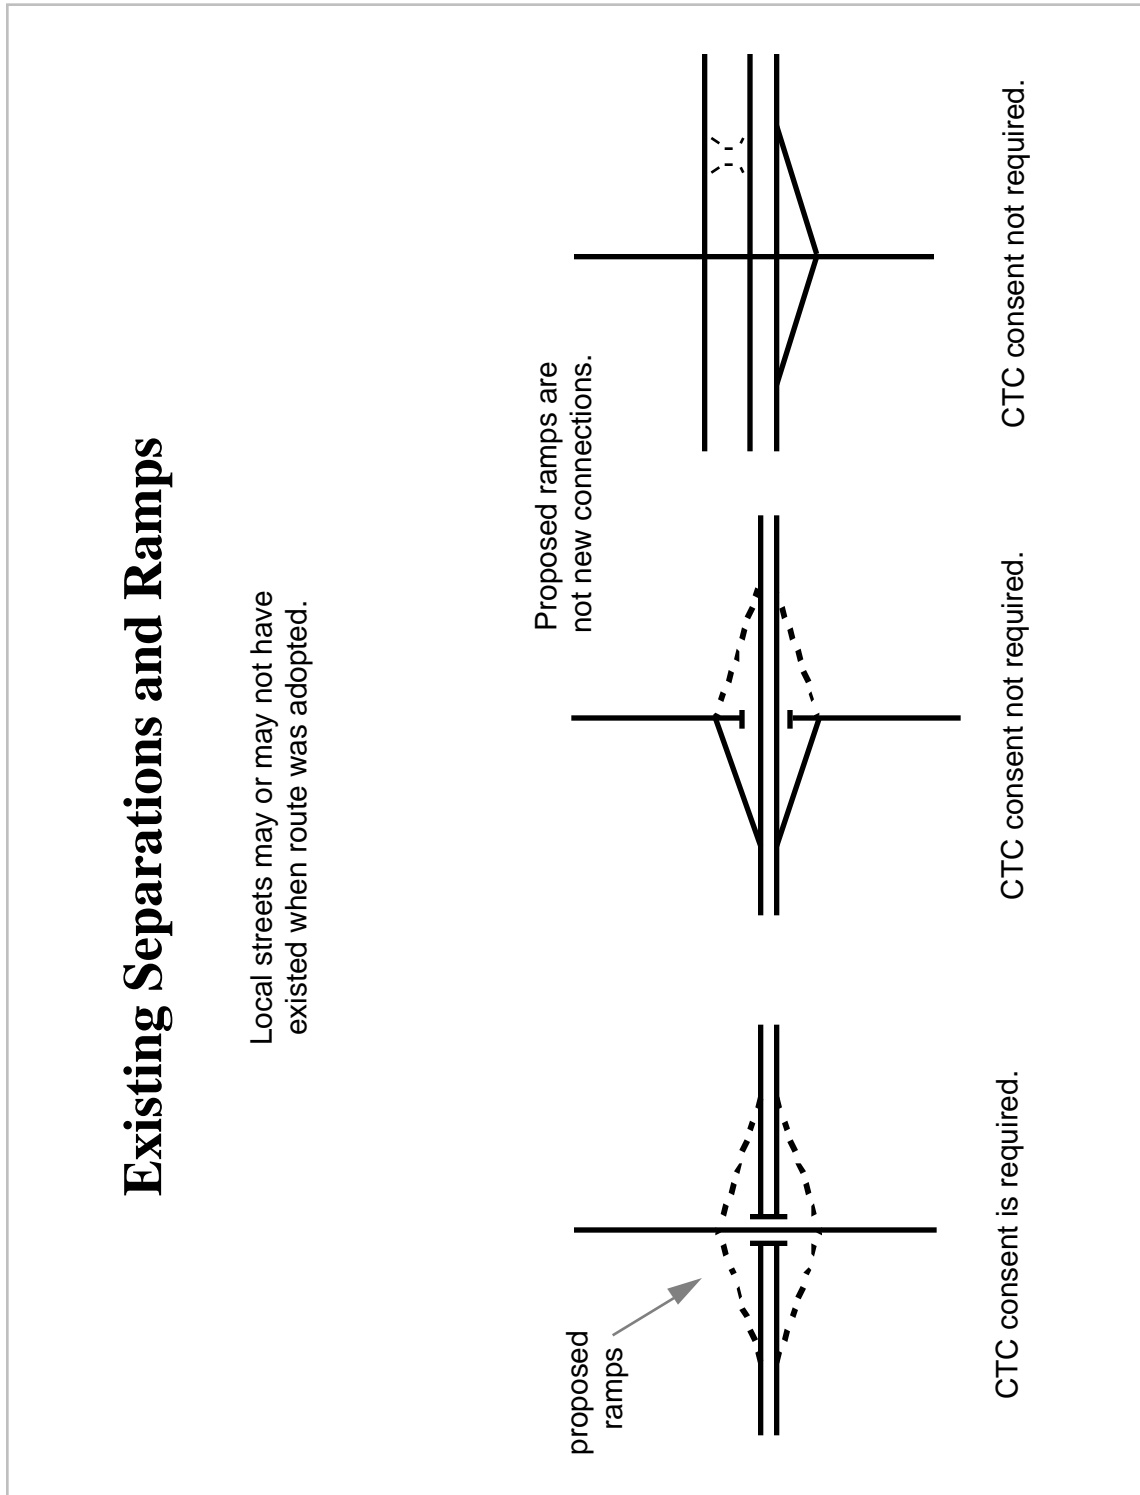 Existing Separations and Ramps
Local streets may or may not have
existed when route was adopted.
proposed
ramps
Proposed ramps are
not new connections.
CTC consent is required.
CTC consent not required.
CTC consent not required.